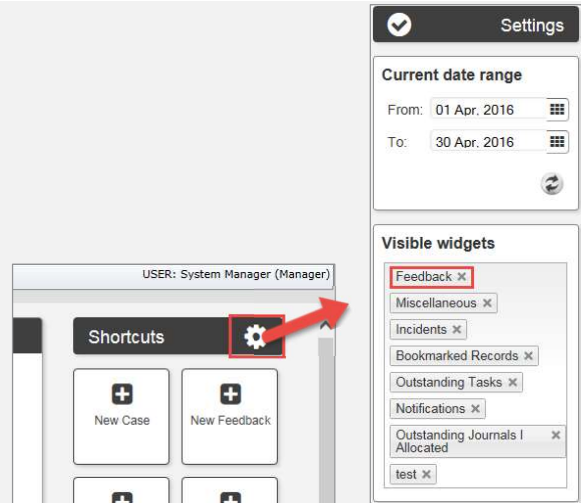 Settings
Current date range
From: 01 Apr. 2016
To: 30 Apr. 2016
Visible widgets
Feedback ×
Miscellaneous ×
Incidents ×
Bookmarked Records ×
Outstanding Tasks ×
Notifications ×
Outstanding Journals I ×
Allocated
test ×
USER: System Manager (Manager)
Shortcuts
New Case
New Feedback